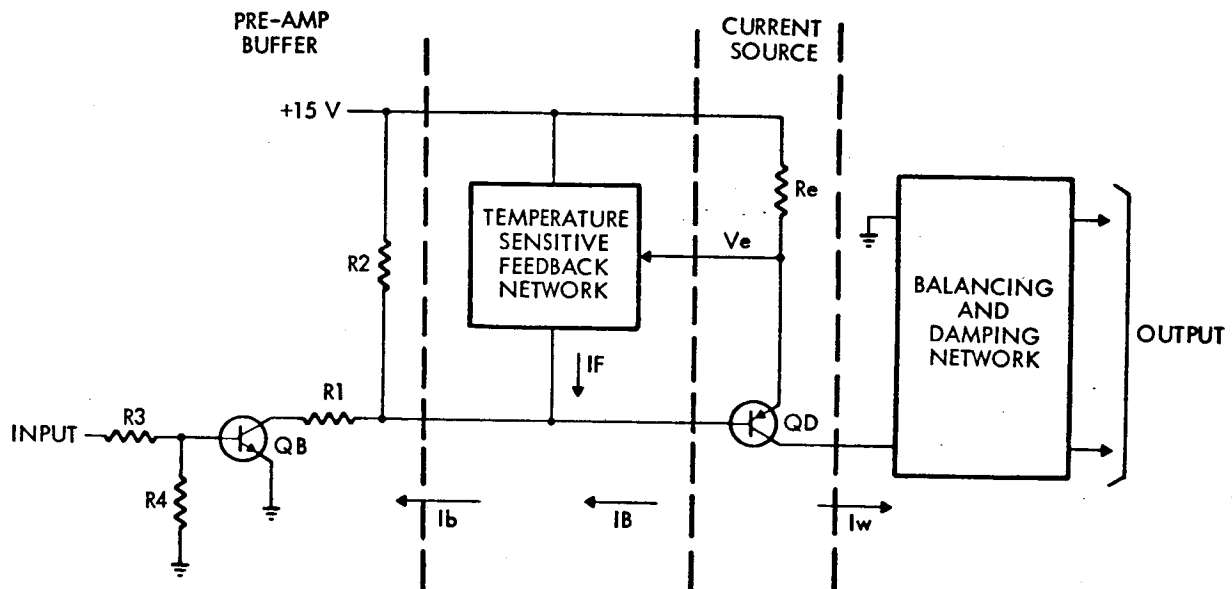 PRE-AMP
BUFFER
CURRENT
SOURCE
+15 V
Re
TEMPERATURE
SENSITIVE
FEEDBACK
NETWORK
Ve
R2
BALANCING
AND
DAMPING
NETWORK
OUTPUT
IF
R1
INPUT
R3
QB
QD
R4
Ib
IB
Iw